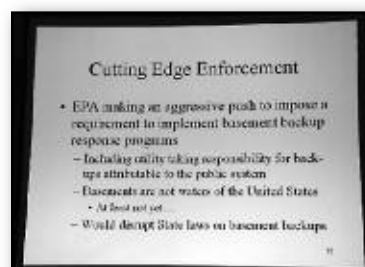 Cutting Edge Enforcement
• EPA making an aggressive push to impose a
requirement to implement basement backup
response programs
– Including utility taking responsibility for back-
ups attributable to the public system
– Basements are not waters of the United States
• At least not yet…
– Would disrupt State laws on basement backups